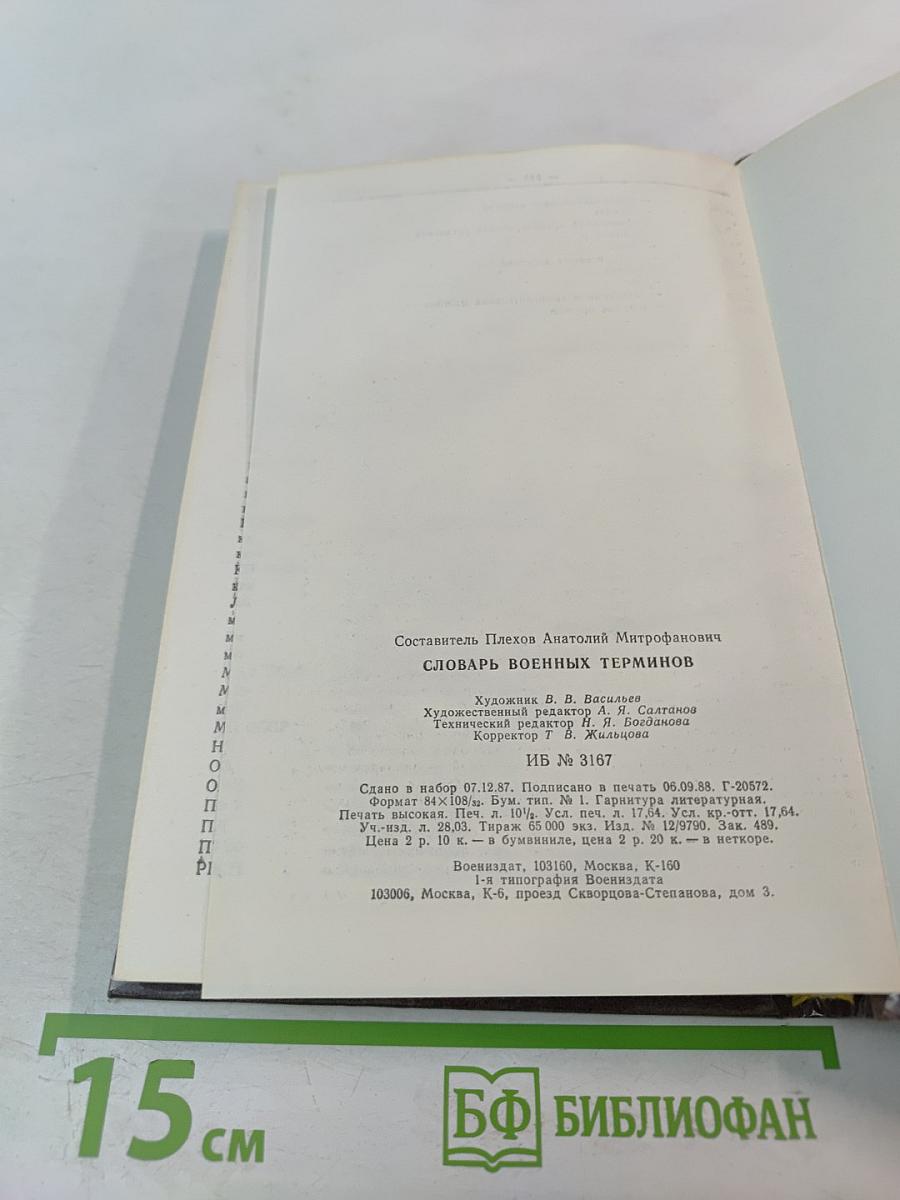 Составитель Плехов Анатолий Митрофанович
СЛОВАРЬ ВОЕННЫХ ТЕРМИНОВ
Художник В. В. Васильев
Художественный редактор А. Я. Салтанов
Технический редактор Н. Я. Богданова
Корректор Т В. Жильцова
ИБ № 3167
Сдано в набор 07.12.87. Подписано в печать 06.09.88. Г-20572.
Формат 84×108/32. Бум. тип. № 1. Гарнитура литературная.
Печать высокая. Печ. л. 10½. Усл. печ. л. 17,64. Усл. кр.-отт. 17,64.
Уч.-изд. л. 28,03. Тираж 65 000 экз. Изд. № 12/9790. Зак. 489.
Цена 2 р. 10 к. — в бумвиниле, цена 2 р. 20 к. — в неткоре.
Воениздат, 103160, Москва, К-160
1-я типография Воениздата
103006, Москва, К-6, проезд Скворцова-Степанова, дом 3.
15 см
БФ БИБЛИОФАН